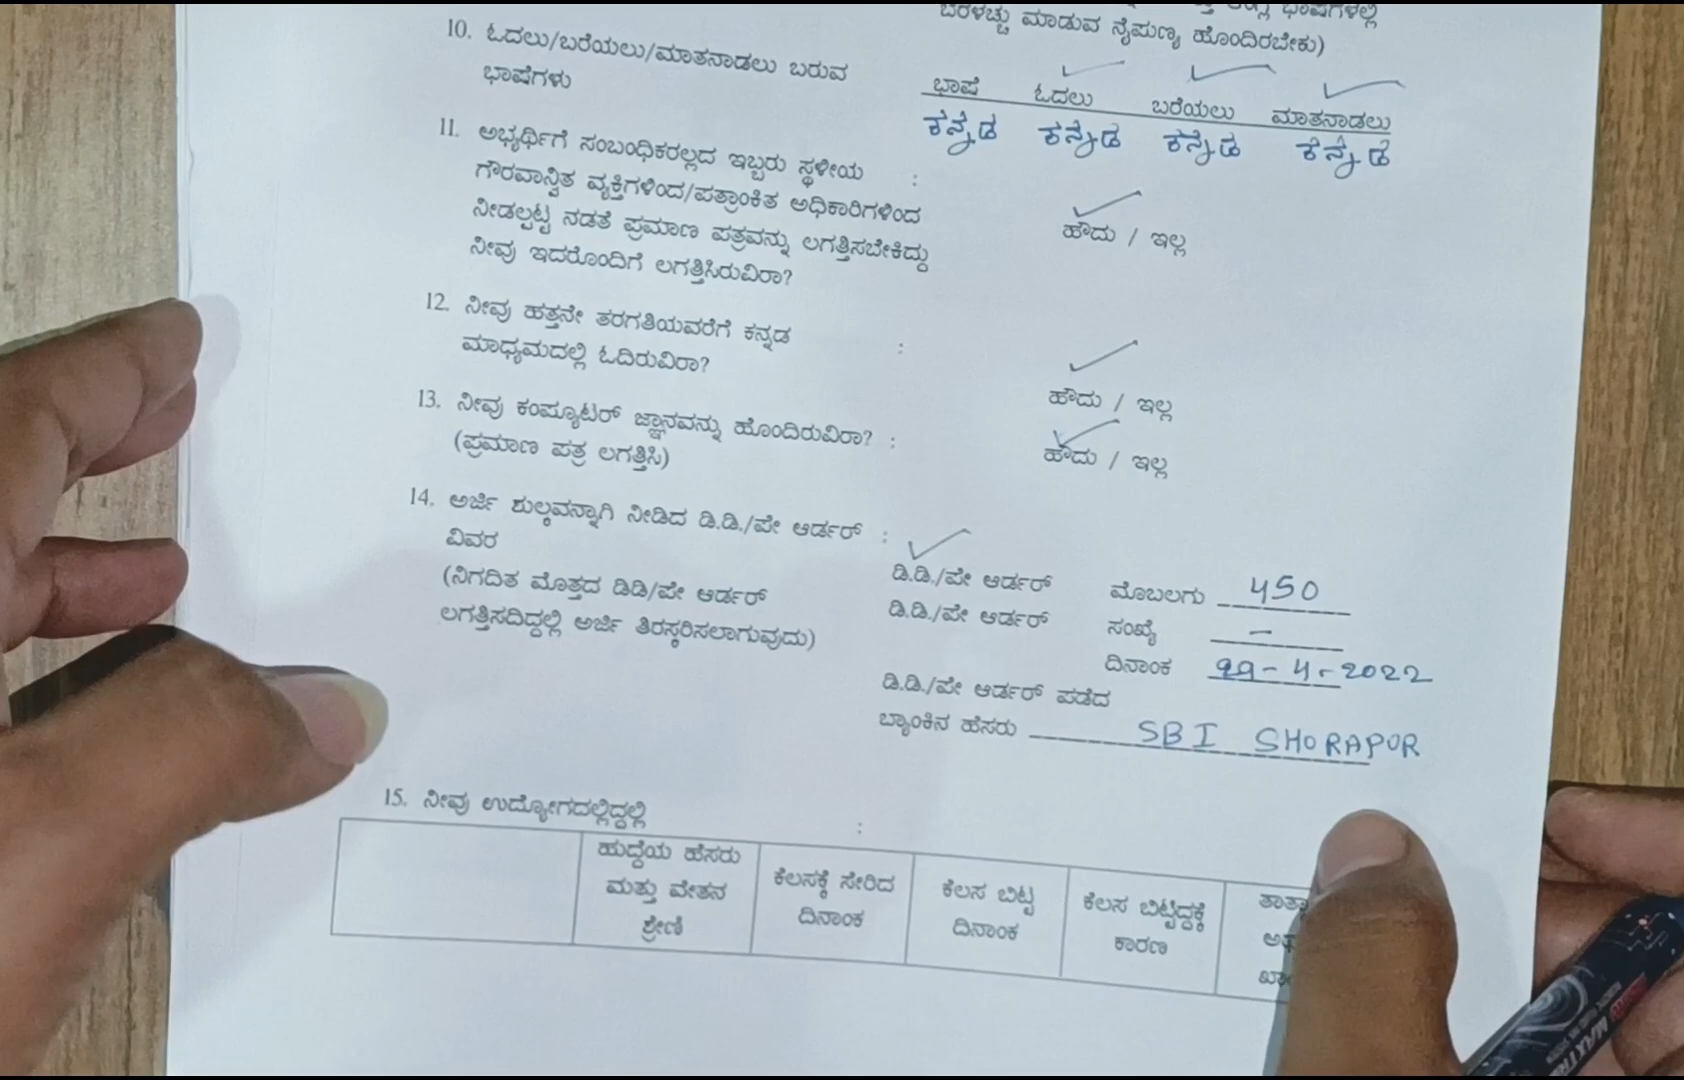 ಬೆರಳಚ್ಚು ಮಾಡುವ ನೈಪುಣ್ಯ ಹೊಂದಿರಬೇಕು)
10. ಓದಲು/ಬರೆಯಲು/ಮಾತನಾಡಲು ಬರುವ
ಭಾಷೆಗಳು
ಭಾಷೆ ಓದಲು ಬರೆಯಲು ಮಾತನಾಡಲು
ಕನ್ನಡ ಕನ್ನಡ ಕನ್ನಡ ಕನ್ನಡ
11. ಅಭ್ಯರ್ಥಿಗೆ ಸಂಬಂಧಿಕರಲ್ಲದ ಇಬ್ಬರು ಸ್ಥಳೀಯ :
ಗೌರವಾನ್ವಿತ ವ್ಯಕ್ತಿಗಳಿಂದ/ಪತ್ರಾಂಕಿತ ಅಧಿಕಾರಿಗಳಿಂದ
ನೀಡಲ್ಪಟ್ಟ ನಡತೆ ಪ್ರಮಾಣ ಪತ್ರವನ್ನು ಲಗತ್ತಿಸಬೇಕಿದ್ದು
ನೀವು ಇದರೊಂದಿಗೆ ಲಗತ್ತಿಸಿರುವಿರಾ?
ಹೌದು / ಇಲ್ಲ
12. ನೀವು ಹತ್ತನೇ ತರಗತಿಯವರೆಗೆ ಕನ್ನಡ :
ಮಾಧ್ಯಮದಲ್ಲಿ ಓದಿರುವಿರಾ?
ಹೌದು / ಇಲ್ಲ
13. ನೀವು ಕಂಪ್ಯೂಟರ್ ಜ್ಞಾನವನ್ನು ಹೊಂದಿರುವಿರಾ? :
(ಪ್ರಮಾಣ ಪತ್ರ ಲಗತ್ತಿಸಿ)
ಹೌದು / ಇಲ್ಲ
14. ಅರ್ಜಿ ಶುಲ್ಕವನ್ನಾಗಿ ನೀಡಿದ ಡಿ.ಡಿ./ಪೇ ಆರ್ಡರ್ :
ವಿವರ
(ನಿಗದಿತ ಮೊತ್ತದ ಡಿಡಿ/ಪೇ ಆರ್ಡರ್
ಲಗತ್ತಿಸದಿದ್ದಲ್ಲಿ ಅರ್ಜಿ ತಿರಸ್ಕರಿಸಲಾಗುವುದು)
ಡಿ.ಡಿ./ಪೇ ಆರ್ಡರ್ ಮೊಬಲಗು 450
ಡಿ.ಡಿ./ಪೇ ಆರ್ಡರ್ ಸಂಖ್ಯೆ –
ದಿನಾಂಕ 29-4-2022
ಡಿ.ಡಿ./ಪೇ ಆರ್ಡರ್ ಪಡೆದ
ಬ್ಯಾಂಕಿನ ಹೆಸರು SBI SHORAPUR
15. ನೀವು ಉದ್ಯೋಗದಲ್ಲಿದ್ದಲ್ಲಿ :
ಹುದ್ದೆಯ ಹೆಸರು
ಮತ್ತು ವೇತನ
ಶ್ರೇಣಿ
ಕೆಲಸಕ್ಕೆ ಸೇರಿದ
ದಿನಾಂಕ
ಕೆಲಸ ಬಿಟ್ಟ
ದಿನಾಂಕ
ಕೆಲಸ ಬಿಟ್ಟಿದ್ದಕ್ಕೆ
ಕಾರಣ